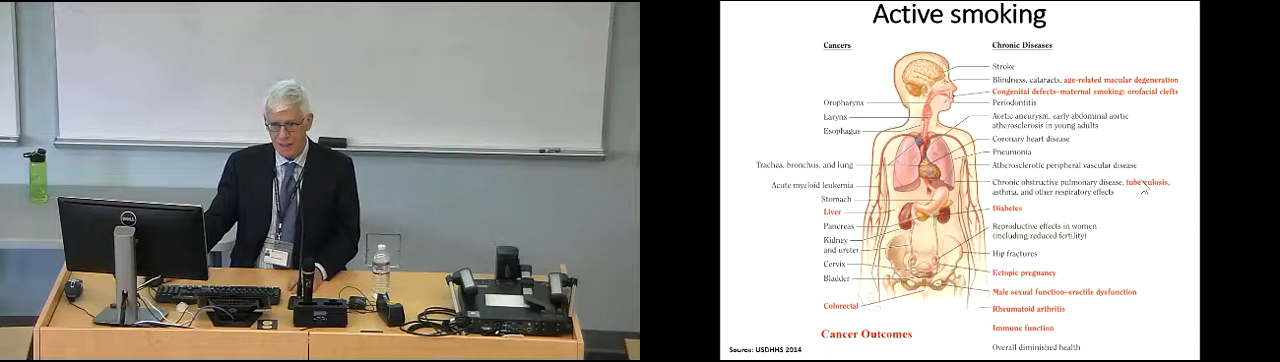 Active smoking
Cancers
Oropharynx
Larynx
Esophagus
Trachea, bronchus, and lung
Acute myeloid leukemia
Stomach
Liver
Pancreas
Kidney
and ureter
Cervix
Bladder
Colorectal
Cancer Outcomes
Chronic Diseases
Stroke
Blindness, cataracts, age-related macular degeneration
Congenital defects–maternal smoking: orofacial clefts
Periodontitis
Aortic aneurysm, early abdominal aortic
atherosclerosis in young adults
Coronary heart disease
Pneumonia
Atherosclerotic peripheral vascular disease
Chronic obstructive pulmonary disease, tuberculosis,
asthma, and other respiratory effects
Diabetes
Reproductive effects in women
(including reduced fertility)
Hip fractures
Ectopic pregnancy
Male sexual function–erectile dysfunction
Rheumatoid arthritis
Immune function
Overall diminished health
Source: USDHHS 2014
DELL